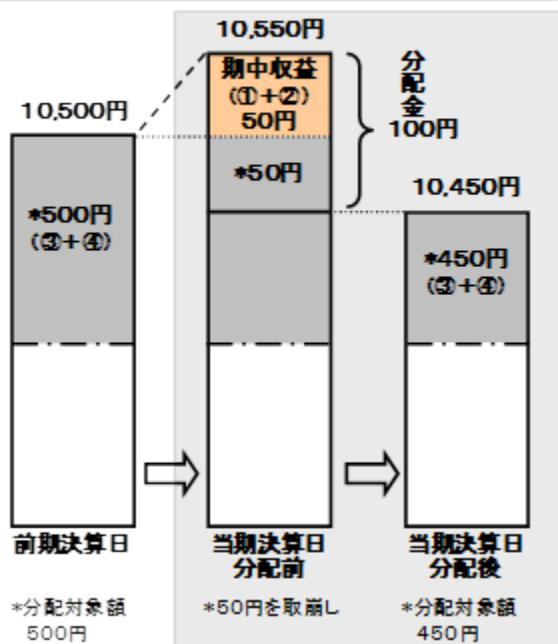 10,500円
*500円
(③+④)
前期決算日
*分配対象額
500円
10,550円
期中収益
(①+②)
50円
*50円
分配金
100円
当期決算日
分配前
*50円を取崩し
10,450円
*450円
(③+④)
当期決算日
分配後
*分配対象額
450円